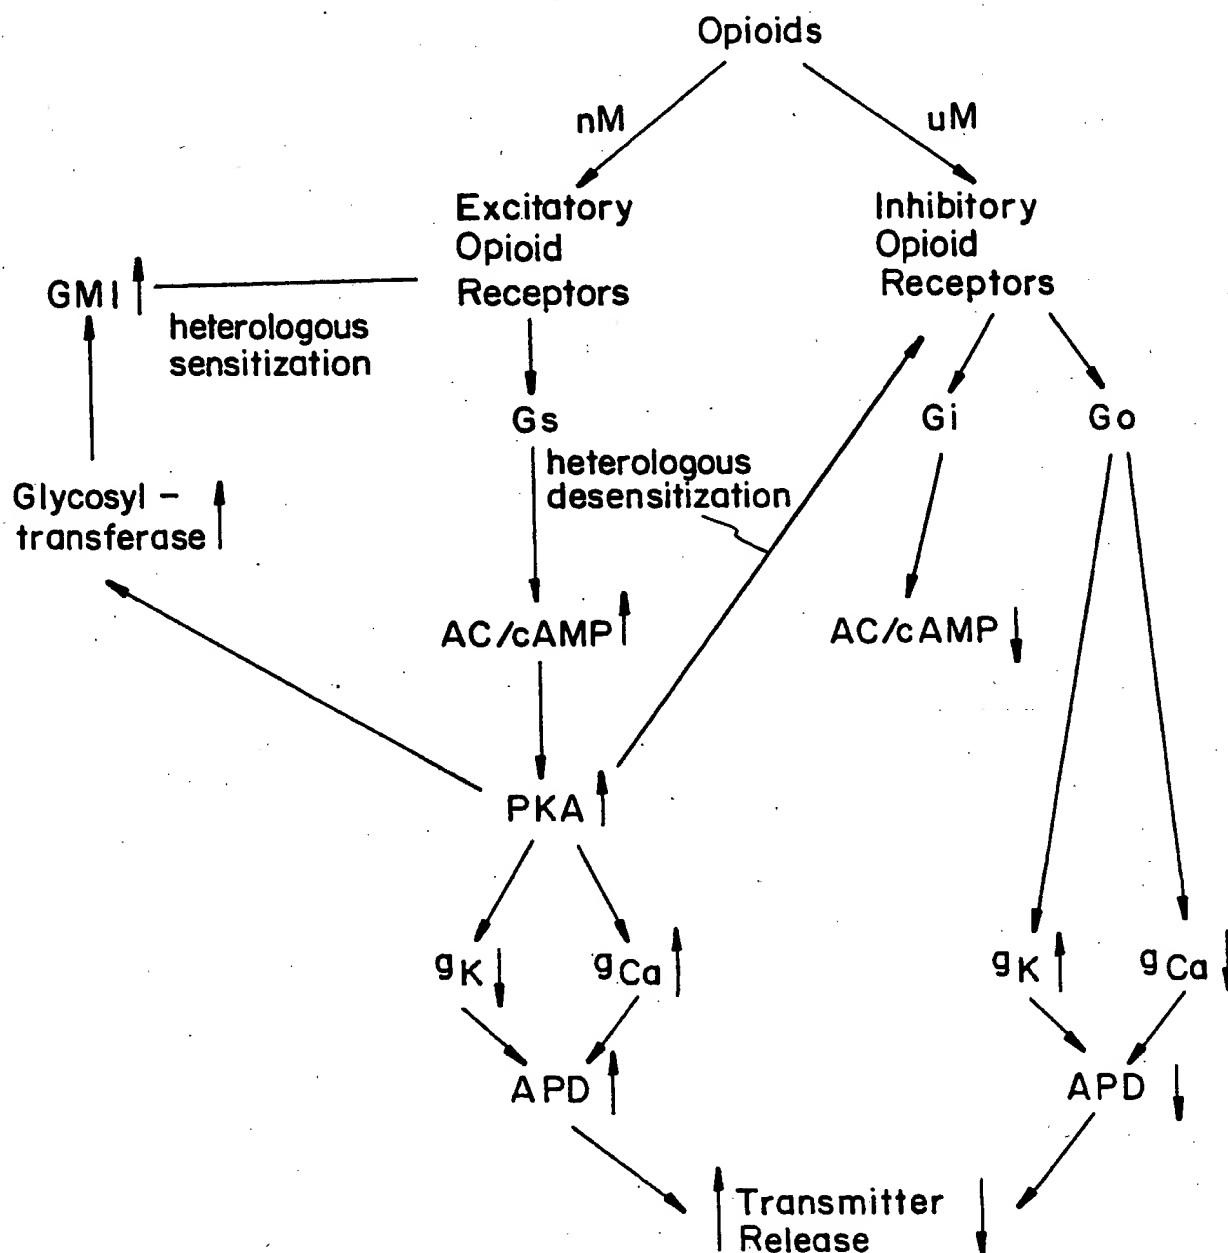 Opioids
nM
uM
Excitatory
Opioid
Receptors
Inhibitory
Opioid
Receptors
GMI
heterologous
sensitization
Gs
Gi
Go
heterologous
desensitization
Glycosyl-
transferase
AC/cAMP
AC/cAMP
PKA
gK
gCa
gK
gCa
APD
APD
Transmitter
Release